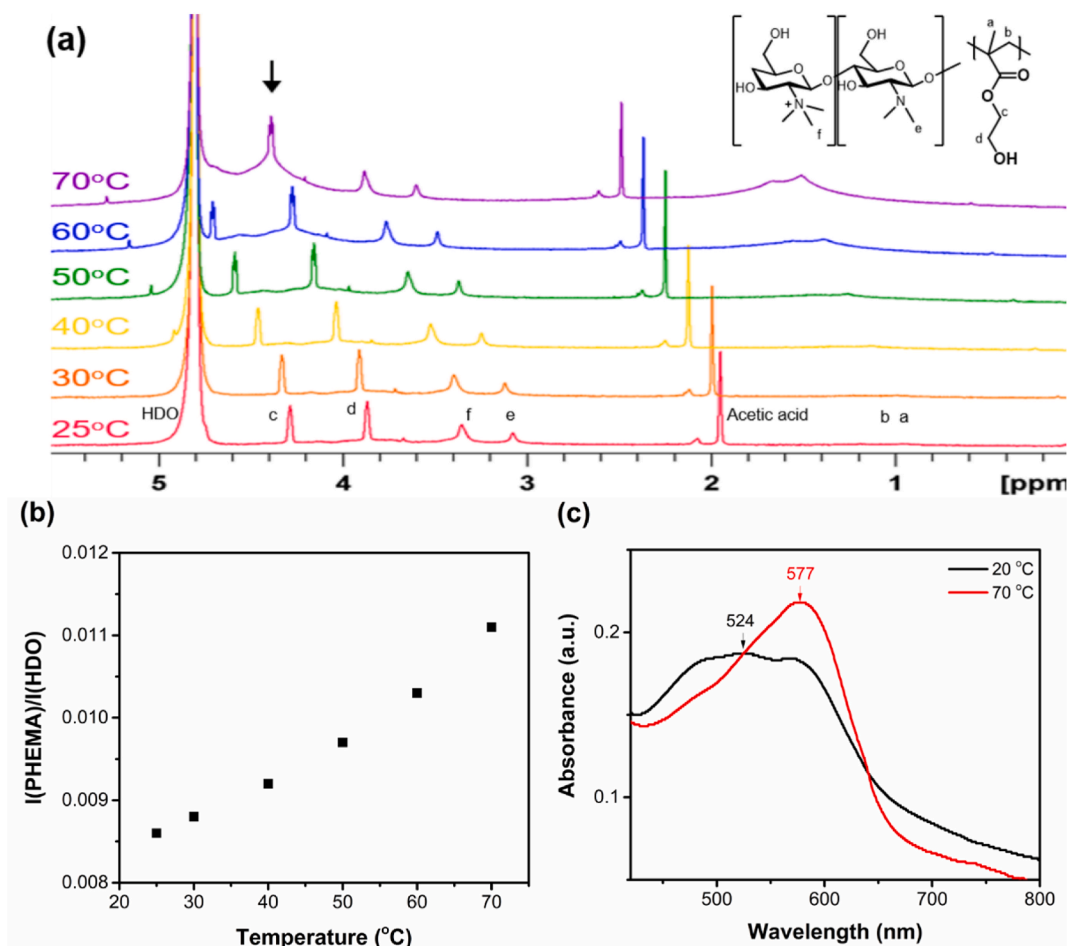 (a)
OH
OH
a
b
O
O
O
HO
O
HO
O
O
N
+
N
O
c
f
e
d
OH
70°C
60°C
50°C
40°C
30°C
25°C
HDO
c
d
f
e
Acetic acid
b a
5
4
3
2
1
[ppm
(b)
I(PHEMA)/I(HDO)
0.012
0.011
0.010
0.009
0.008
20
30
40
50
60
70
Temperature (°C)
(c)
Absorbance (a.u.)
0.2
0.1
577
524
20 °C
70 °C
500
600
700
800
Wavelength (nm)